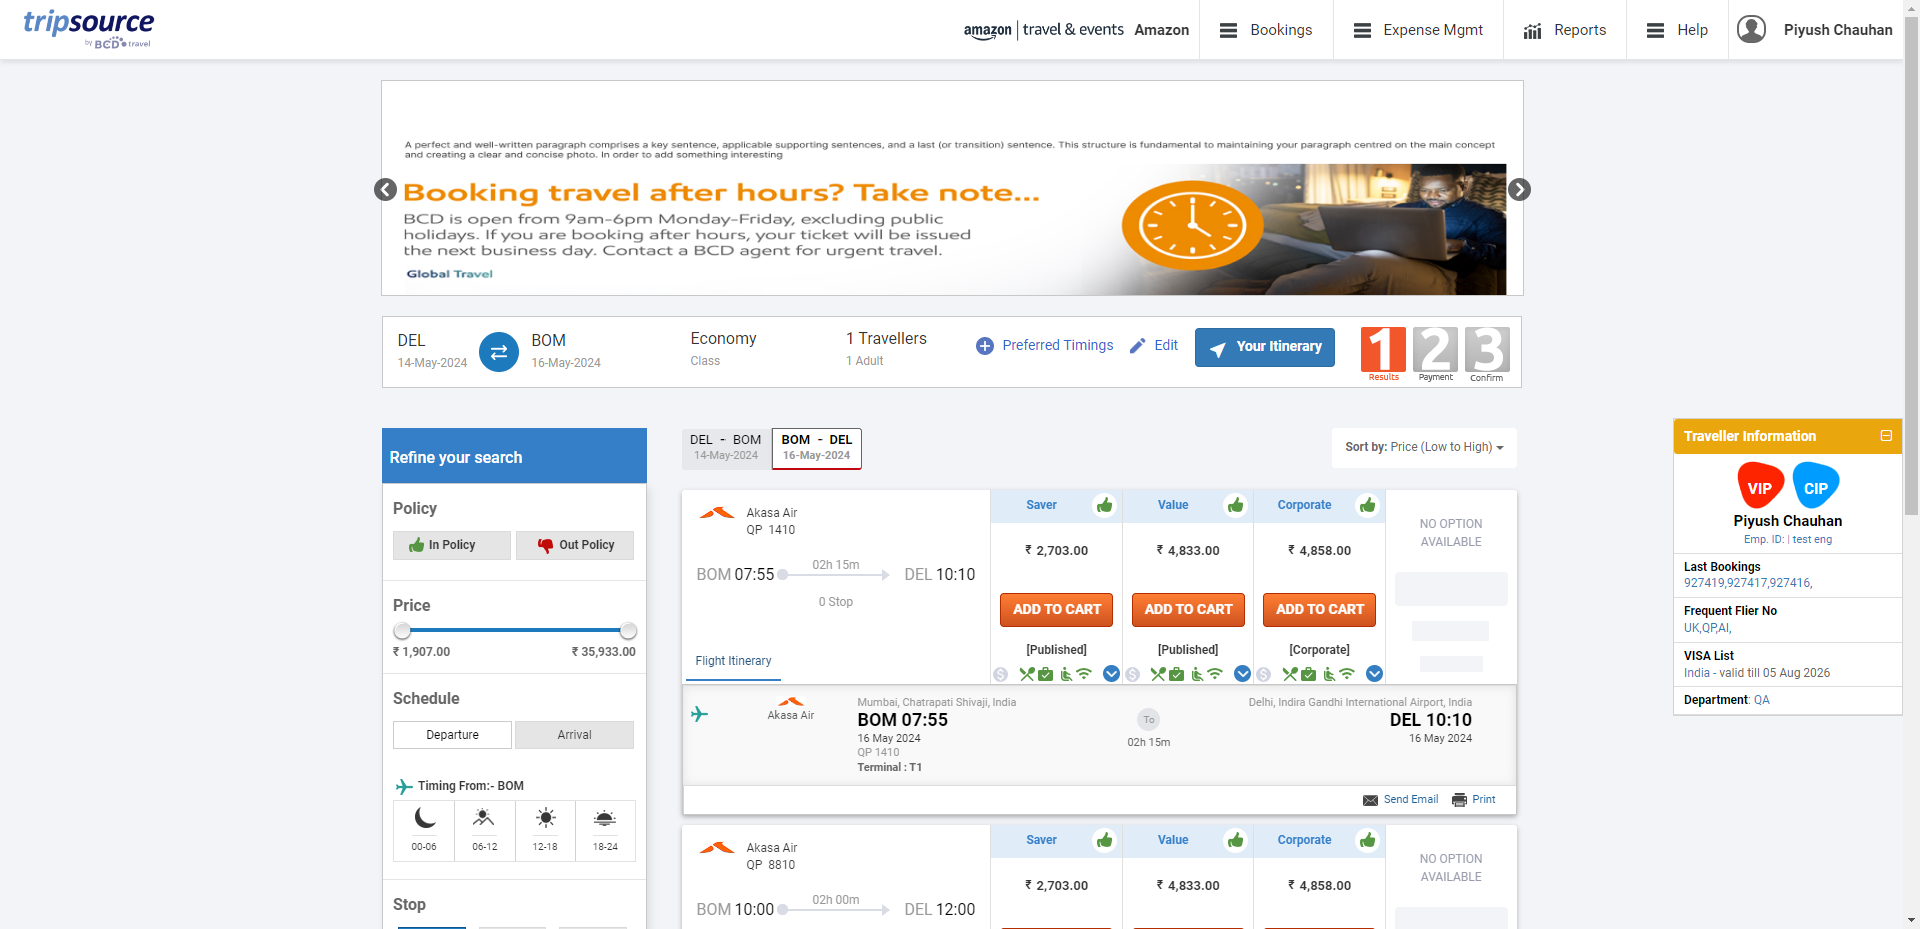 tripsource
by BCD travel
amazon | travel & events Amazon
Bookings
Expense Mgmt
Reports
Help
Piyush Chauhan
A perfect and well-written paragraph comprises a key sentence, applicable supporting sentences, and a last (or transition) sentence. This structure is fundamental to maintaining your paragraph centred on the main concept
and creating a clear and concise photo. In order to add something interesting
Booking travel after hours? Take note...
BCD is open from 9am-6pm Monday-Friday, excluding public
holidays. If you are booking after hours, your ticket will be issued
the next business day. Contact a BCD agent for urgent travel.
Global Travel
DEL
14-May-2024
BOM
16-May-2024
Economy
Class
1 Travellers
1 Adult
Preferred Timings
Edit
Your Itinerary
1 2 3
Results Payment Confirm
Refine your search
Policy
In Policy
Out Policy
Price
₹ 1,907.00
₹ 35,933.00
Schedule
Departure
Arrival
Timing From:- BOM
00-06
06-12
12-18
18-24
Stop
DEL - BOM
14-May-2024
BOM - DEL
16-May-2024
Sort by: Price (Low to High)
Akasa Air
QP 1410
BOM 07:55
02h 15m
DEL 10:10
0 Stop
Flight Itinerary
Saver
₹ 2,703.00
ADD TO CART
[Published]
Value
₹ 4,833.00
ADD TO CART
[Published]
Corporate
₹ 4,858.00
ADD TO CART
[Corporate]
NO OPTION
AVAILABLE
Akasa Air
Mumbai, Chatrapati Shivaji, India
BOM 07:55
16 May 2024
QP 1410
Terminal : T1
To
02h 15m
Delhi, Indira Gandhi International Airport, India
DEL 10:10
16 May 2024
Send Email
Print
Akasa Air
QP 8810
BOM 10:00
02h 00m
DEL 12:00
Saver
₹ 2,703.00
Value
₹ 4,833.00
Corporate
₹ 4,858.00
NO OPTION
AVAILABLE
Traveller Information
VIP
CIP
Piyush Chauhan
Emp. ID: | test eng
Last Bookings
927419,927417,927416,
Frequent Flier No
UK,QP,AI,
VISA List
India - valid till 05 Aug 2026
Department: QA